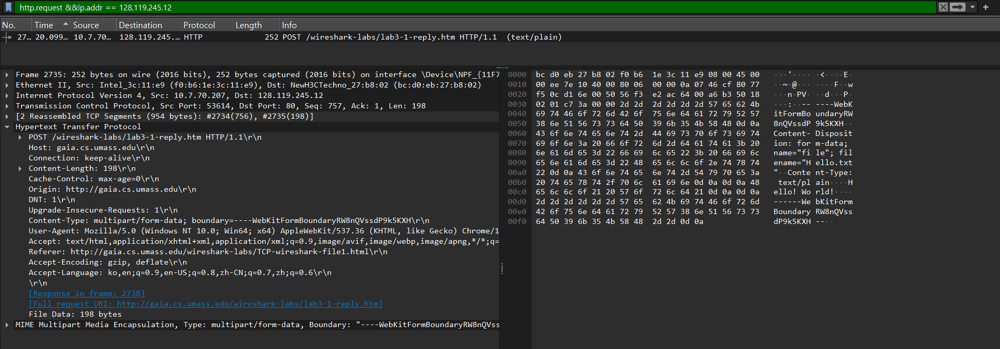 http.request &&ip.addr == 128.119.245.12
No. Time Source Destination Protocol Length Info
27… 20.099… 10.7.70… 128.119.245.… HTTP 252 POST /wireshark-labs/lab3-1-reply.htm HTTP/1.1 (text/plain)
Frame 2735: 252 bytes on wire (2016 bits), 252 bytes captured (2016 bits) on interface \Device\NPF_{11F7
Ethernet II, Src: Intel_3c:11:e9 (f0:b6:1e:3c:11:e9), Dst: NewH3CTechno_27:b8:02 (bc:d0:eb:27:b8:02)
Internet Protocol Version 4, Src: 10.7.70.207, Dst: 128.119.245.12
Transmission Control Protocol, Src Port: 53614, Dst Port: 80, Seq: 757, Ack: 1, Len: 198
[2 Reassembled TCP Segments (954 bytes): #2734(756), #2735(198)]
Hypertext Transfer Protocol
POST /wireshark-labs/lab3-1-reply.htm HTTP/1.1\r\n
Host: gaia.cs.umass.edu\r\n
Connection: keep-alive\r\n
Content-Length: 198\r\n
Cache-Control: max-age=0\r\n
Origin: http://gaia.cs.umass.edu\r\n
DNT: 1\r\n
Upgrade-Insecure-Requests: 1\r\n
Content-Type: multipart/form-data; boundary=----WebKitFormBoundaryRW8nQVssdP9k5KXH\r\n
User-Agent: Mozilla/5.0 (Windows NT 10.0; Win64; x64) AppleWebKit/537.36 (KHTML, like Gecko) Chrome/1
Accept: text/html,application/xhtml+xml,application/xml;q=0.9,image/avif,image/webp,image/apng,*/*;q=
Referer: http://gaia.cs.umass.edu/wireshark-labs/TCP-wireshark-file1.html\r\n
Accept-Encoding: gzip, deflate\r\n
Accept-Language: ko,en;q=0.9,en-US;q=0.8,zh-CN;q=0.7,zh;q=0.6\r\n
\r\n
[Response in frame: 2738]
[Full request URI: http://gaia.cs.umass.edu/wireshark-labs/lab3-1-reply.htm]
File Data: 198 bytes
MIME Multipart Media Encapsulation, Type: multipart/form-data, Boundary: "----WebKitFormBoundaryRW8nQVss
0000 bc d0 eb 27 b8 02 f0 b6 1e 3c 11 e9 08 00 45 00 ···'···· ·<····E·
0010 00 ee 7e 10 40 00 80 06 00 00 0a 07 46 cf 80 77 ··~·@··· ····F··w
0020 f5 0c d1 6e 00 50 56 f3 e2 ac 64 00 a6 b3 50 18 ···n·PV· ··d···P·
0030 02 01 c7 3a 00 00 2d 2d 2d 2d 2d 2d 57 65 62 4b ···:··-- ----WebK
0040 69 74 46 6f 72 6d 42 6f 75 6e 64 61 72 79 52 57 itFormBo undaryRW
0050 38 6e 51 56 73 73 64 50 39 6b 35 4b 58 48 0d 0a 8nQVssdP 9k5KXH··
0060 43 6f 6e 74 65 6e 74 2d 44 69 73 70 6f 73 69 74 Content- Disposit
0070 69 6f 6e 3a 20 66 6f 72 6d 2d 64 61 74 61 3b 20 ion: for m-data;
0080 6e 61 6d 65 3d 22 66 69 6c 65 22 3b 20 66 69 6c name="fi le"; fil
0090 65 6e 61 6d 65 3d 22 48 65 6c 6c 6f 2e 74 78 74 ename="H ello.txt
00a0 22 0d 0a 43 6f 6e 74 65 6e 74 2d 54 79 70 65 3a "··Conte nt-Type:
00b0 20 74 65 78 74 2f 70 6c 61 69 6e 0d 0a 0d 0a 48 text/pl ain····H
00c0 65 6c 6c 6f 21 20 57 6f 72 6c 64 21 0d 0a 0d 0a ello! Wo rld!····
00d0 2d 2d 2d 2d 2d 2d 57 65 62 4b 69 74 46 6f 72 6d ------We bKitForm
00e0 42 6f 75 6e 64 61 72 79 52 57 38 6e 51 56 73 73 Boundary RW8nQVss
00f0 64 50 39 6b 35 4b 58 48 2d 2d 0d 0a dP9k5KXH --··